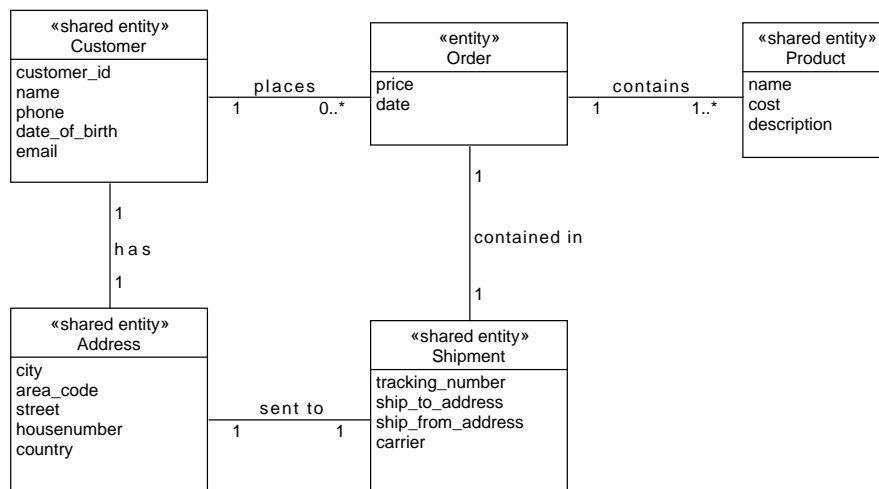 «shared entity»
Customer
customer_id
name
phone
date_of_birth
email
places
1
0..*
«entity»
Order
price
date
contains
1
1..*
«shared entity»
Product
name
cost
description
1
has
1
1
contained in
1
«shared entity»
Address
city
area_code
street
housenumber
country
sent to
1
1
«shared entity»
Shipment
tracking_number
ship_to_address
ship_from_address
carrier